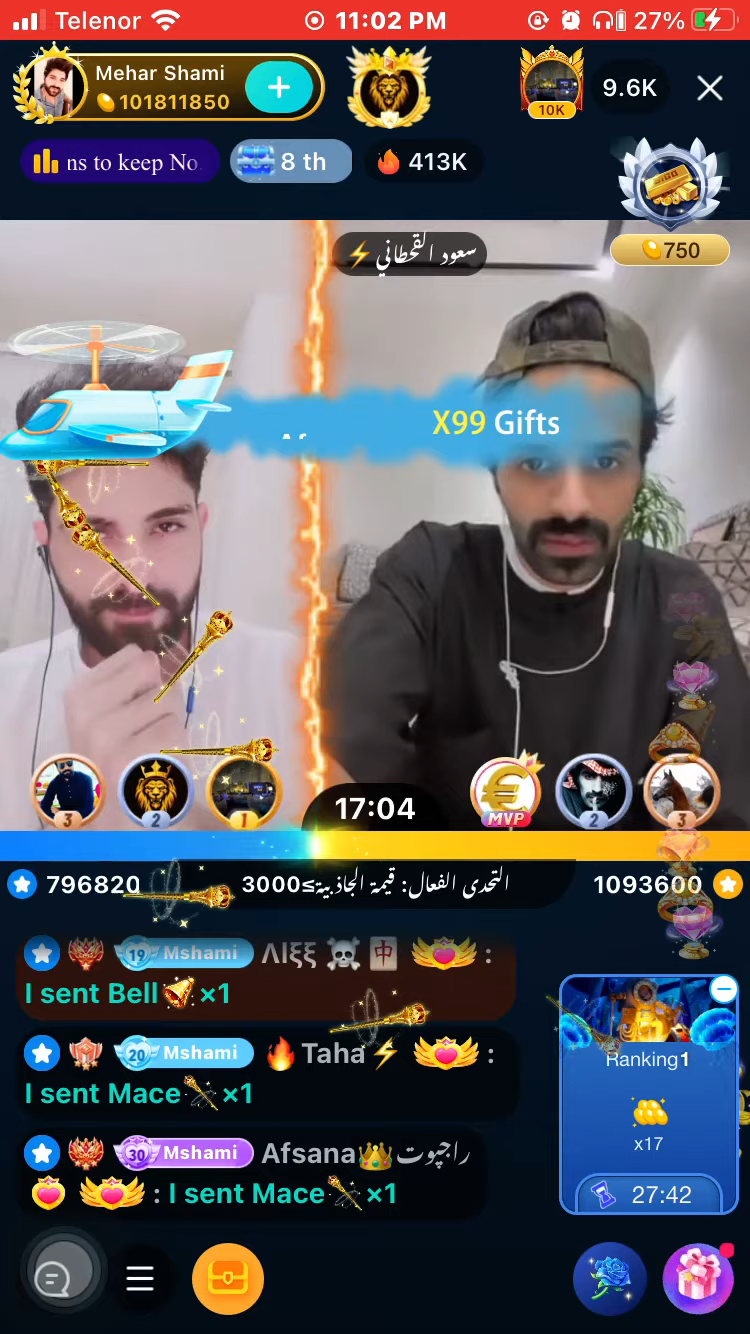 Telenor 11:02 PM 27%
Mehar Shami
101811850
10K
9.6K
ns to keep No
8 th
413K
سعود القحطاني⚡
750
X99 Gifts
3
2
1
17:04
MVP
2
3
796820
التحدى الفعال: قيمة الجاذبية≥3000
1093600
19 Mshami Λlξξ ☠️ 🀄 :
I sent Bell ×1
20 Mshami 🔥 Taha⚡ :
I sent Mace ×1
30 Mshami Afsana👑راجپوت
: I sent Mace ×1
Ranking1
x17
27:42